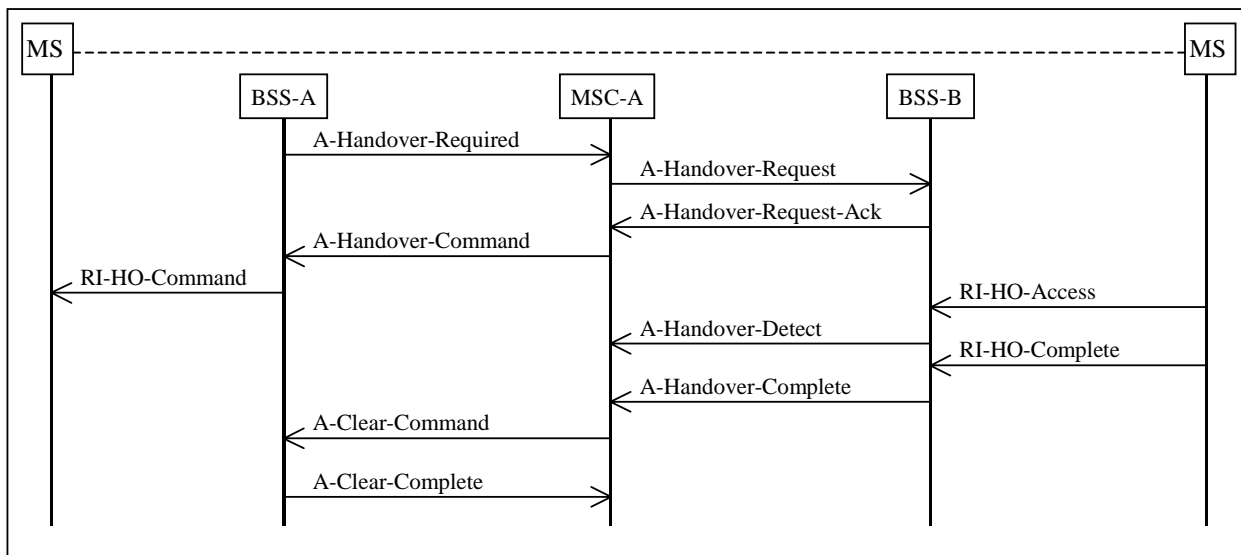 MS
MS
BSS-A
MSC-A
BSS-B
A-Handover-Required
A-Handover-Request
A-Handover-Request-Ack
A-Handover-Command
RI-HO-Command
RI-HO-Access
A-Handover-Detect
RI-HO-Complete
A-Handover-Complete
A-Clear-Command
A-Clear-Complete